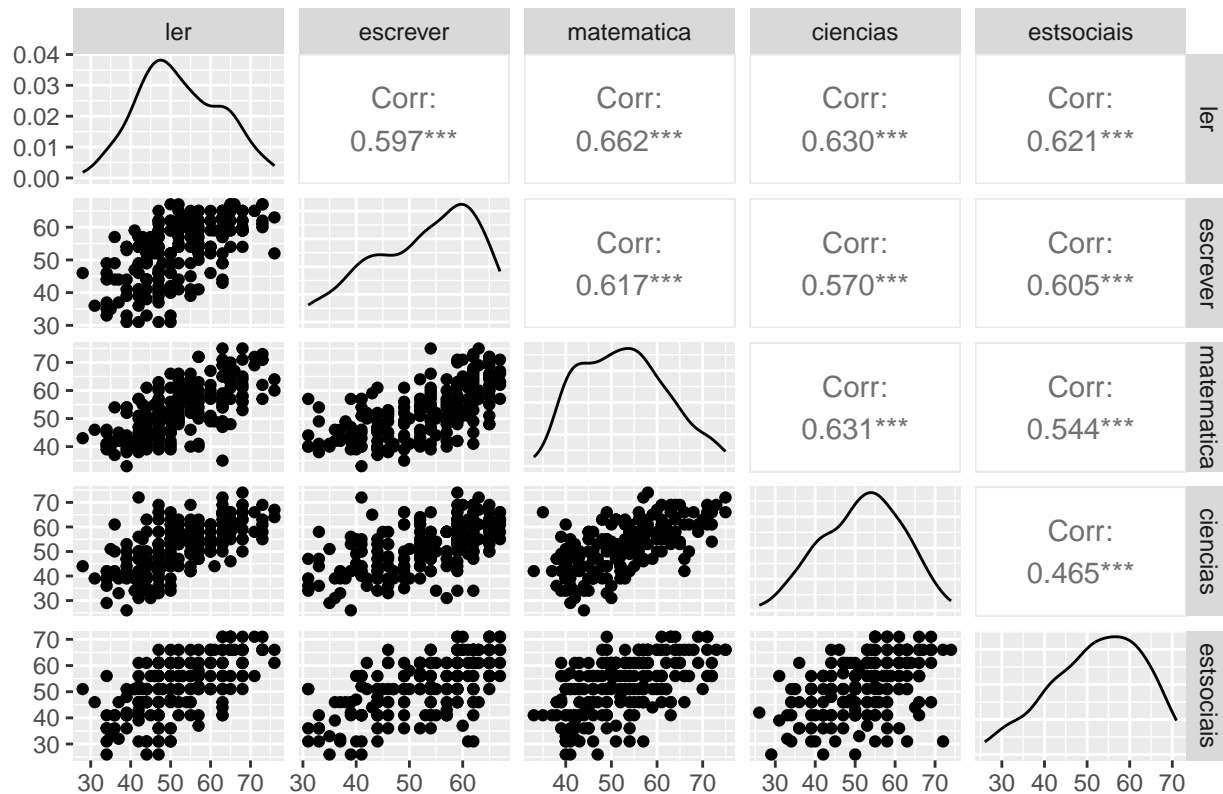 ler escrever matematica ciencias estsociais
0.04
0.03
0.02
0.01
0.00
Corr:
0.597***
Corr:
0.662***
Corr:
0.630***
Corr:
0.621***
ler
60
50
40
30
Corr:
0.617***
Corr:
0.570***
Corr:
0.605***
escrever
70
60
50
40
Corr:
0.631***
Corr:
0.544***
matematica
70
60
50
40
30
Corr:
0.465***
ciencias
70
60
50
40
30
estsociais
30 40 50 60 70 40 50 60 40 50 60 70 30 40 50 60 70 30 40 50 60 70